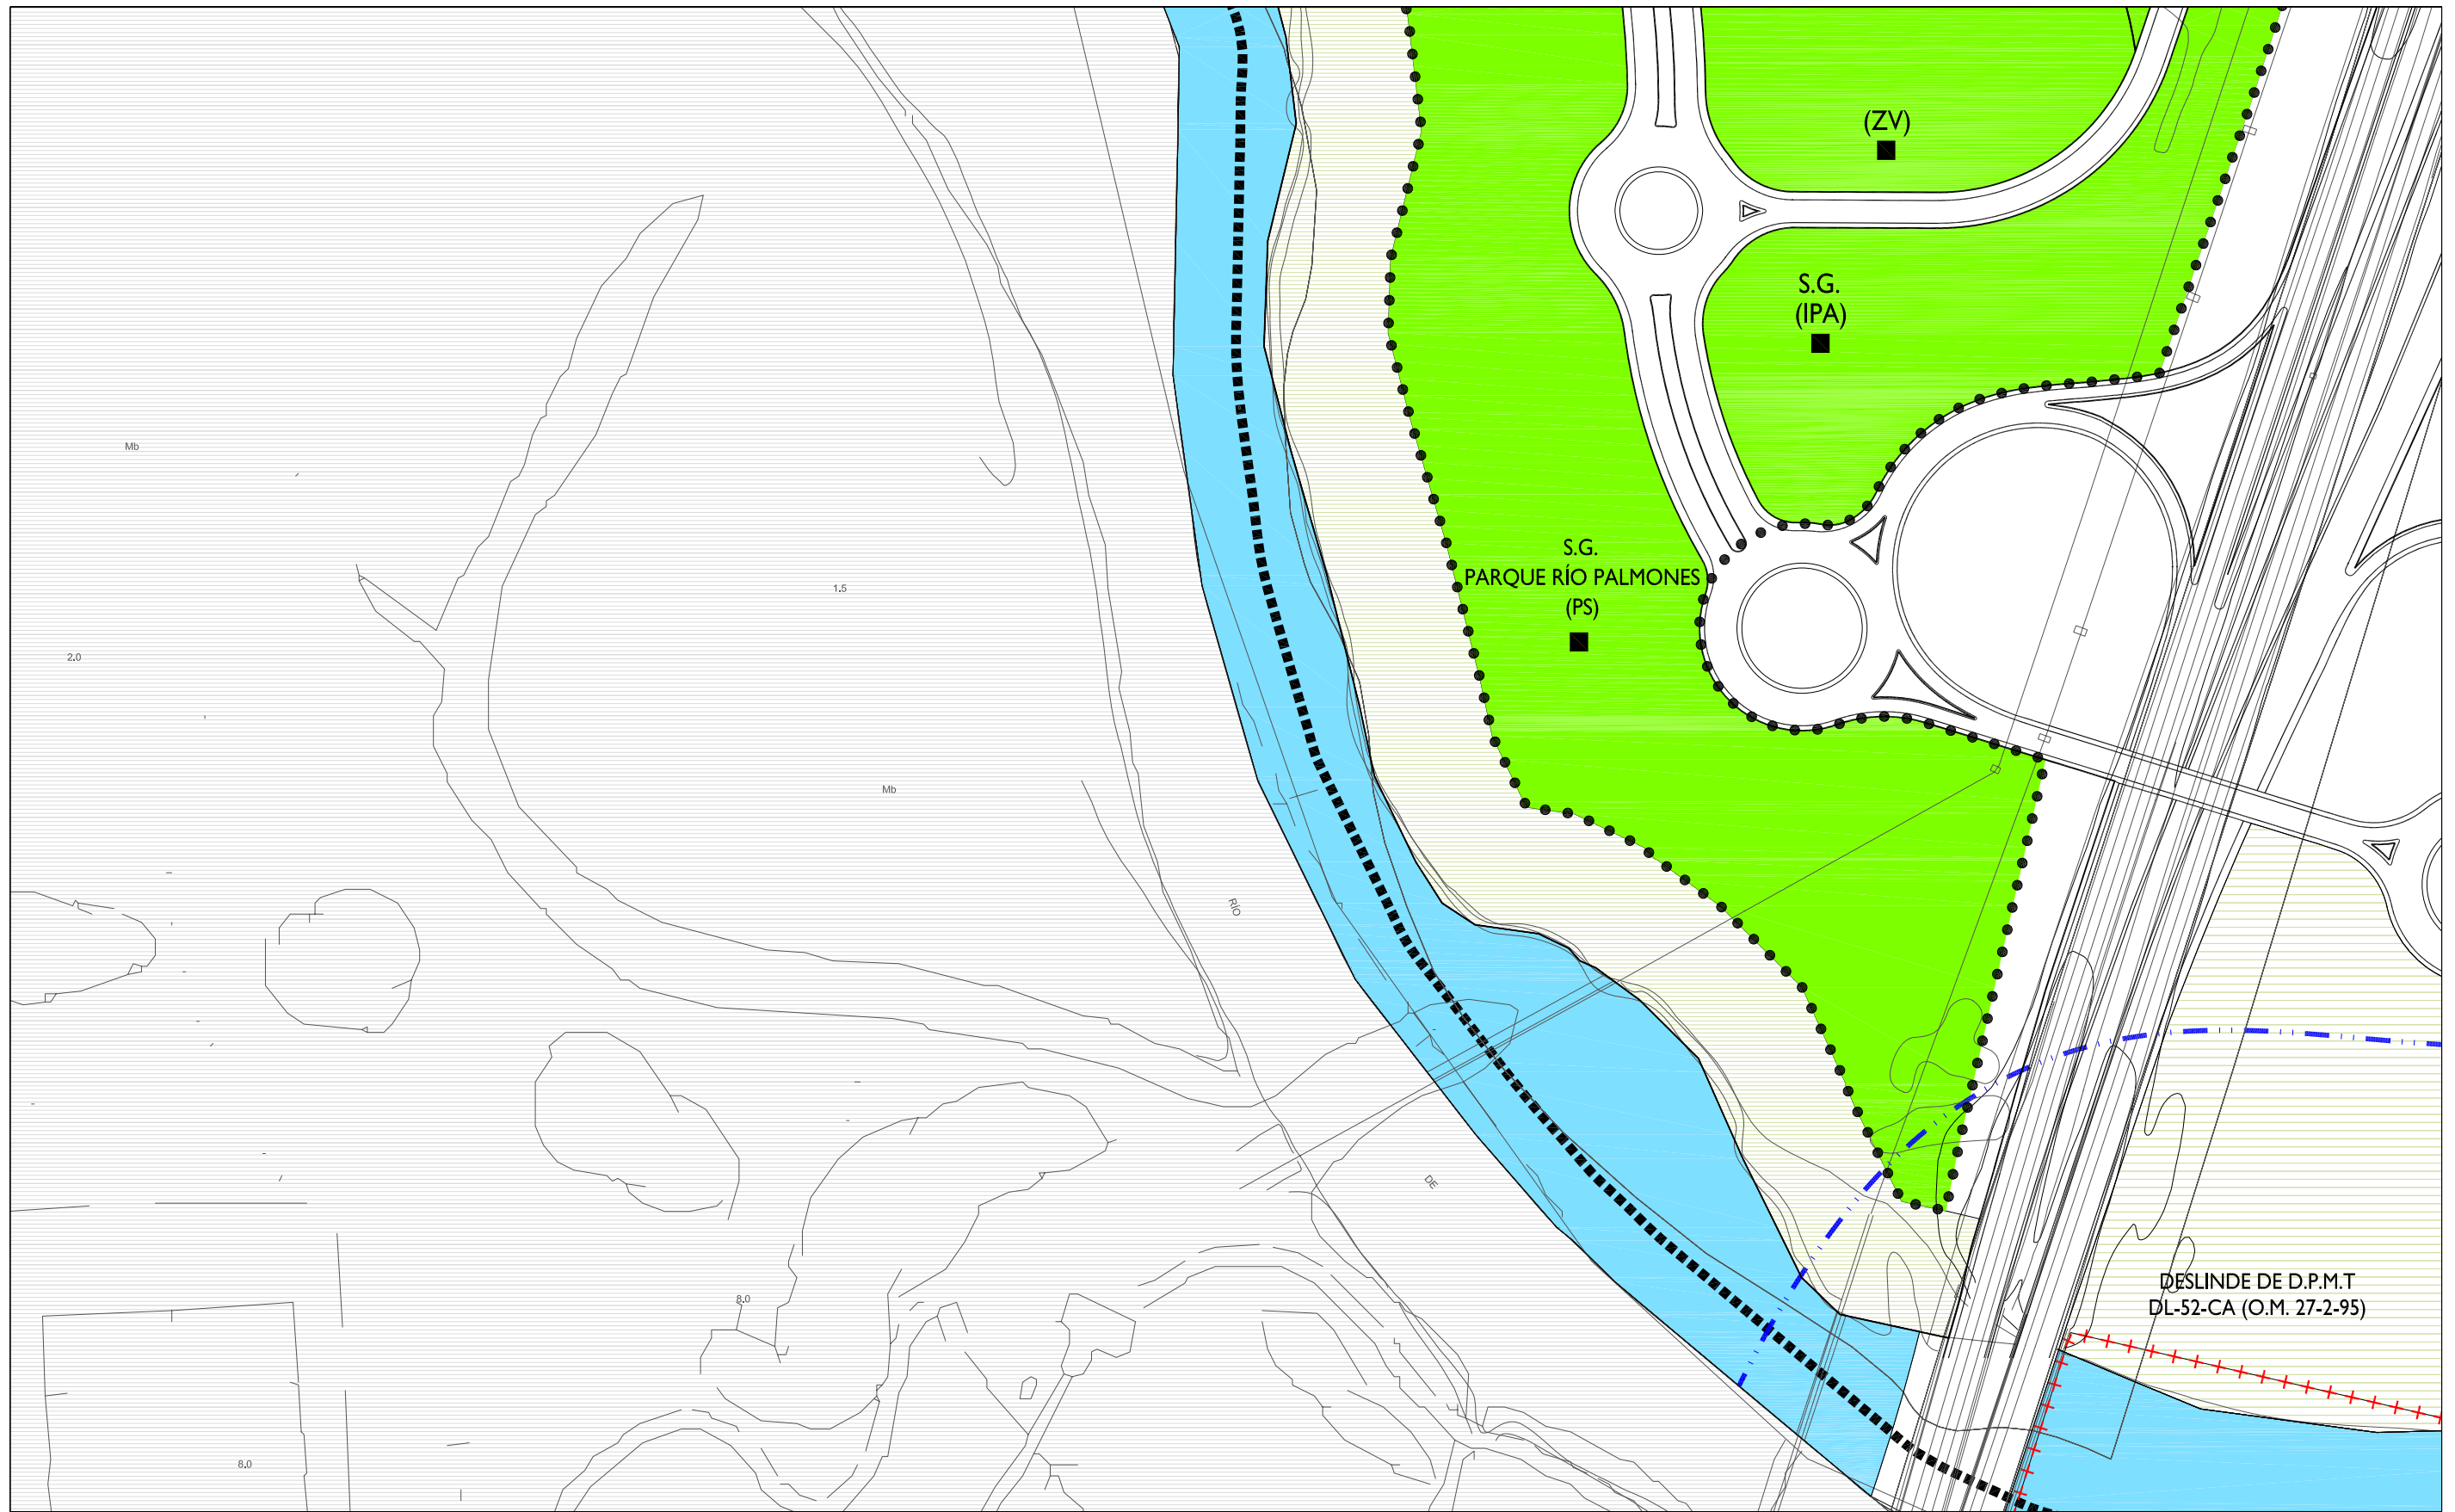 (ZV)
S.G.
(IPA)
Mb
S.G.
PARQUE RÍO PALMONES
(PS)
1.5
2.0
Mb
RÍO
DE
DESLINDE DE D.P.M.T
DL-52-CA (O.M. 27-2-95)
8.0
8.0